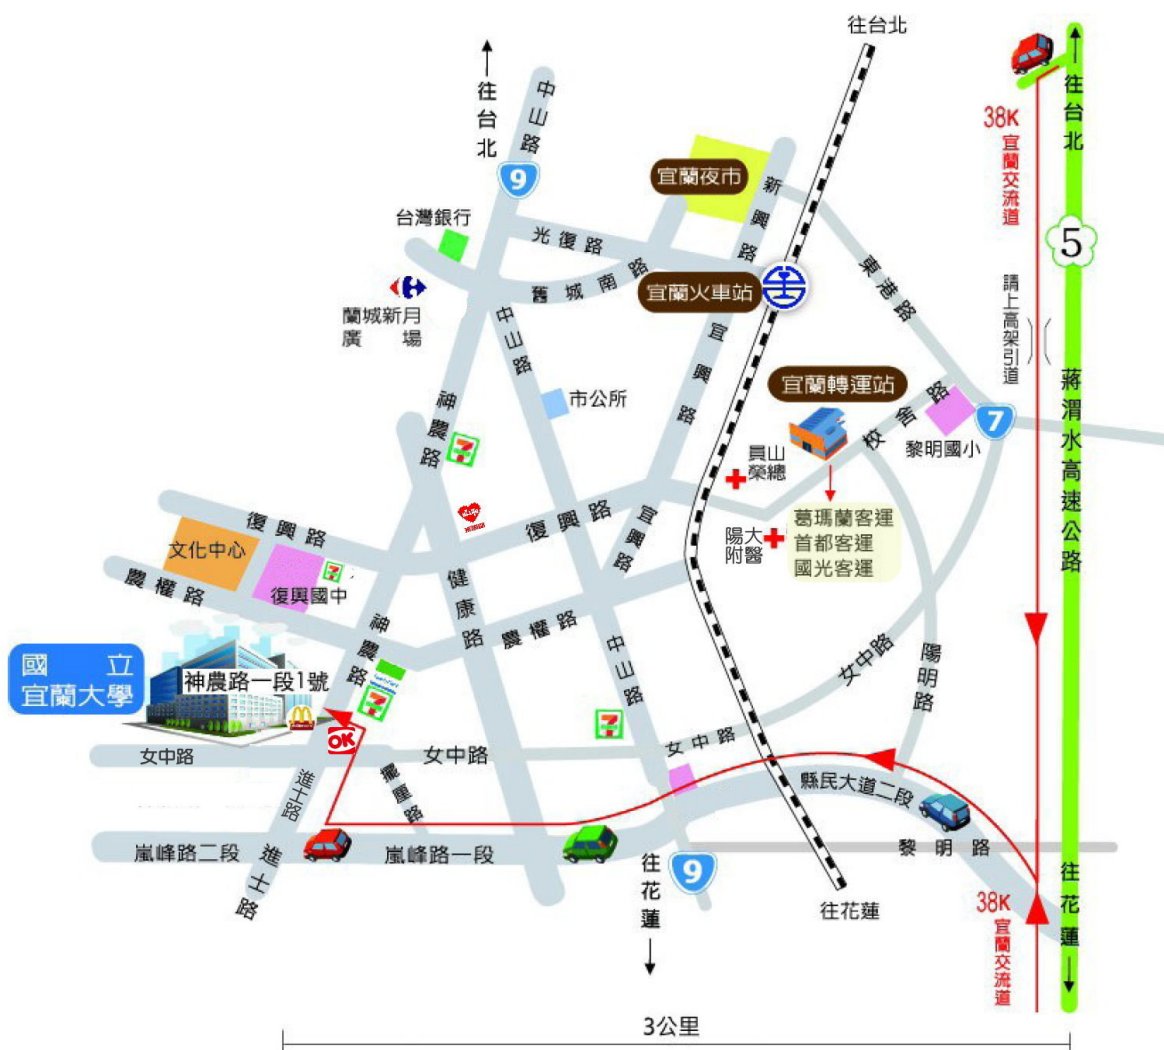 往台北
往台北
中山路
9
38K
宜蘭交流道
往台北
宜蘭夜市
新興路
台灣銀行
光復路
舊城南路
宜蘭火車站
東港路
5
蘭城新月
廣場
中山路
宜興路
請上高架引道
宜蘭轉運站
市公所
神農路
校舍路
黎明國小
7
蔣渭水高速公路
7
員山
榮總
復興路
復興路
宜興路
陽大
附醫
葛瑪蘭客運
首都客運
國光客運
文化中心
復興國中
7
農權路
健康路
農權路
神農路
中山路
女中路
陽明路
國立
宜蘭大學
神農路一段1號
7
7
OK
女中路
女中路
女中路
進士路
擺厘路
縣民大道二段
嵐峰路二段
進士路
嵐峰路一段
黎明路
往花蓮
9
往花蓮
38K
宜蘭交流道
往花蓮
3公里